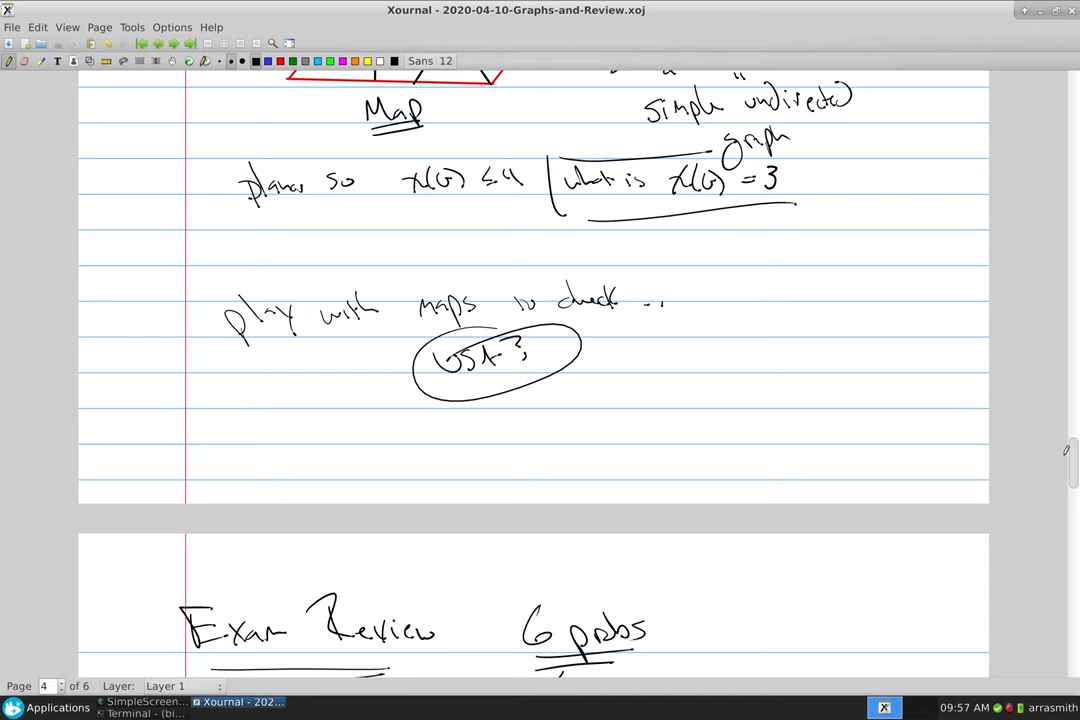 Xournal - 2020-04-10-Graphs-and-Review.xoj
File Edit View Page Tools Options Help
Sans 12
Map
simple undirected
graph
planar so χ(G) ≤ 4
what is χ(G) = 3
play with maps to check ...
USA?
Exam Review 6 probs
Page 4 of 6 Layer: Layer 1
Applications
SimpleScreen...
Terminal - (bi...
Xournal - 202...
09:57 AM
arrasmith